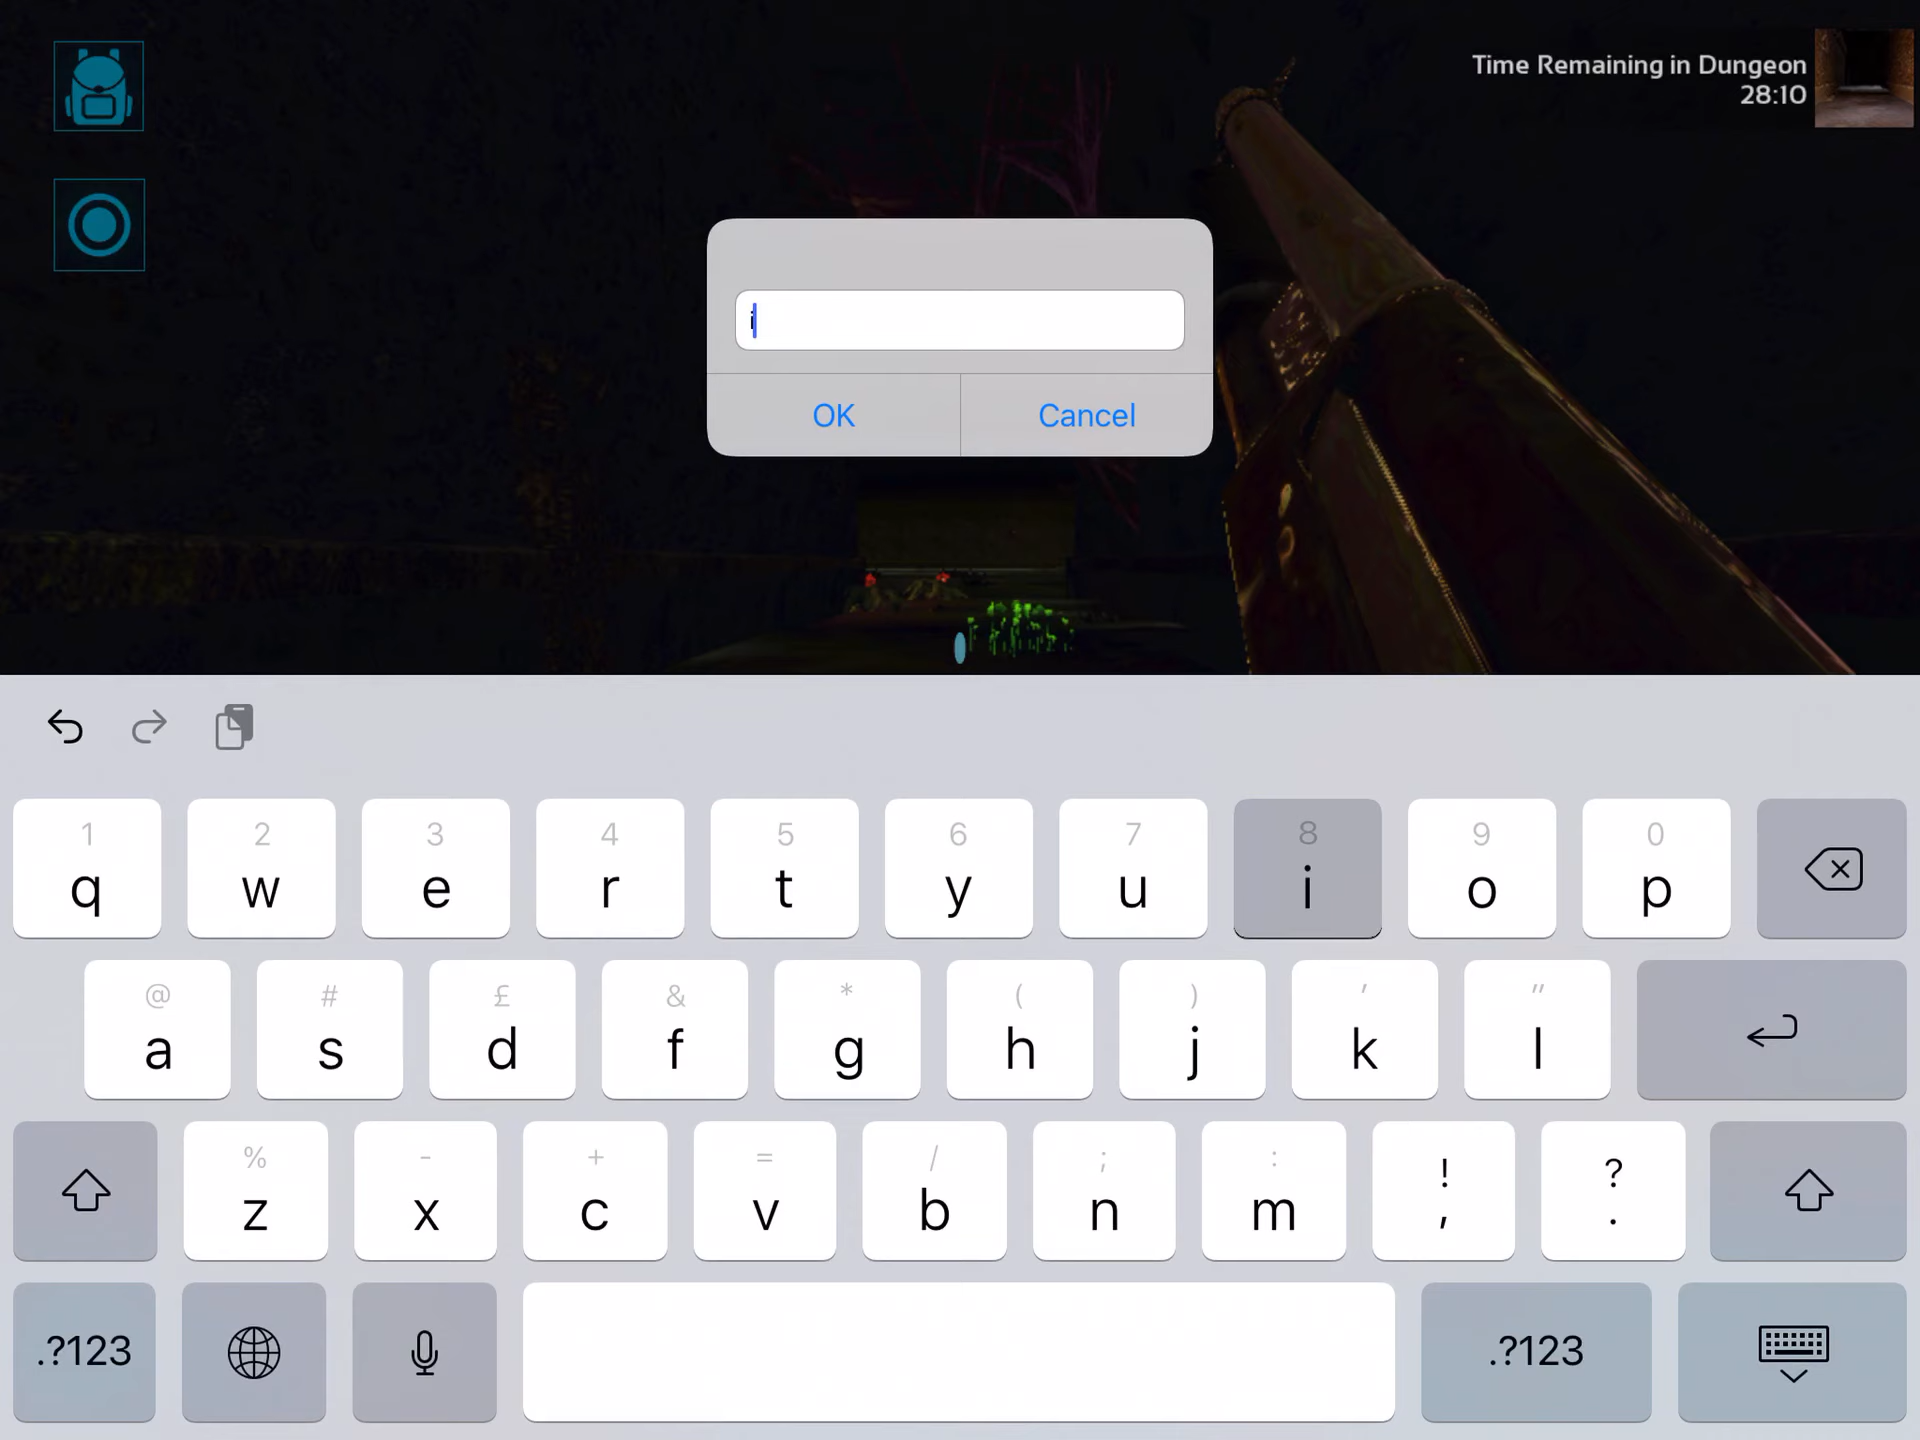 Time Remaining in Dungeon
28:10
i
OK Cancel
1 2 3 4 5 6 7 8 9 0
q w e r t y u i o p
@ # £ & * ( ) ' "
a s d f g h j k l
% - + = / ; : ! ?
z x c v b n m , .
.?123 .?123